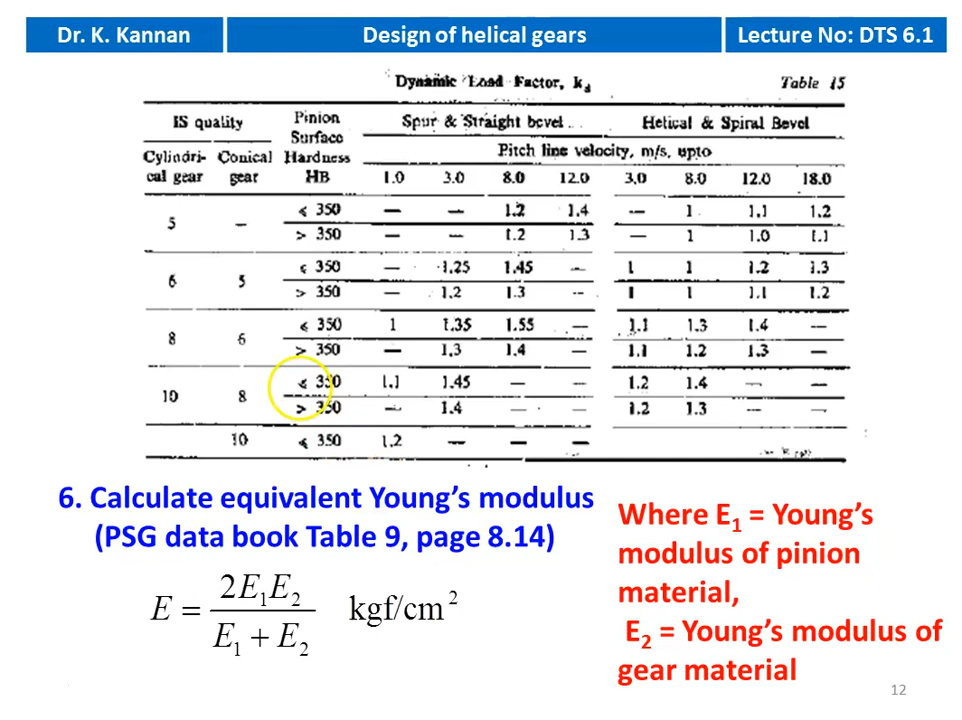 Dr. K. Kannan Design of helical gears Lecture No: DTS 6.1
Dynamic Load Factor, kd Table 15
IS quality Pinion Surface Hardness HB Spur & Straight bevel Helical & Spiral Bevel
Pitch line velocity, m/s, upto
Cylindri-cal gear Conical gear 1.0 3.0 8.0 12.0 3.0 8.0 12.0 18.0
5 — ⩽ 350 — — 1.2 1.4 — 1 1.1 1.2
> 350 — — 1.2 1.3 — 1 1.0 1.1
6 5 ⩽ 350 — 1.25 1.45 — 1 1 1.2 1.3
> 350 — 1.2 1.3 -- 1 1 1.1 1.2
8 6 ⩽ 350 1 1.35 1.55 — 1.1 1.3 1.4 —
> 350 — 1.3 1.4 — 1.1 1.2 1.3 —
10 8 ⩽ 350 1.1 1.45 — — 1.2 1.4 — —
> 350 — 1.4 — — 1.2 1.3 — —
10 ⩽ 350 1.2 — — —
6. Calculate equivalent Young's modulus
(PSG data book Table 9, page 8.14)
E = 2E₁E₂ / (E₁ + E₂) kgf/cm²
Where E₁ = Young's
modulus of pinion
material,
E₂ = Young's modulus of
gear material
12